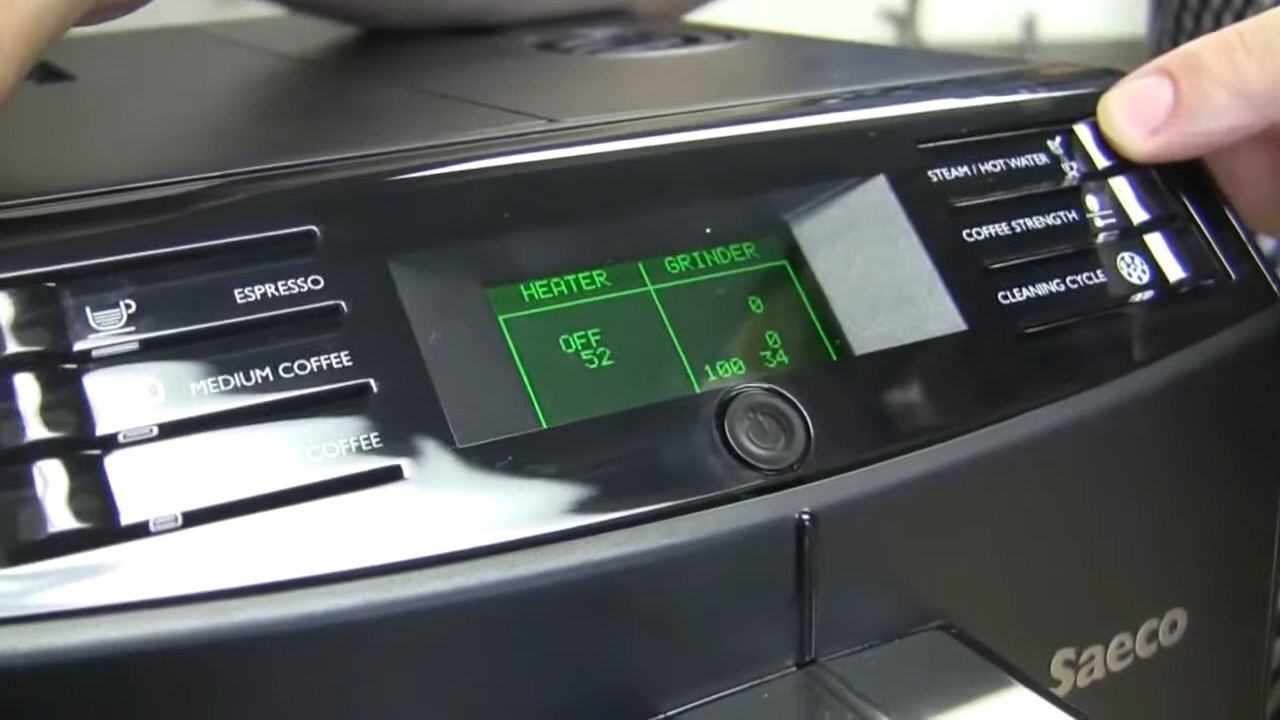 ESPRESSO
MEDIUM COFFEE
COFFEE
HEATER GRINDER
OFF
52
0
0
100 34
STEAM / HOT WATER
COFFEE STRENGTH
CLEANING CYCLE
Saeco